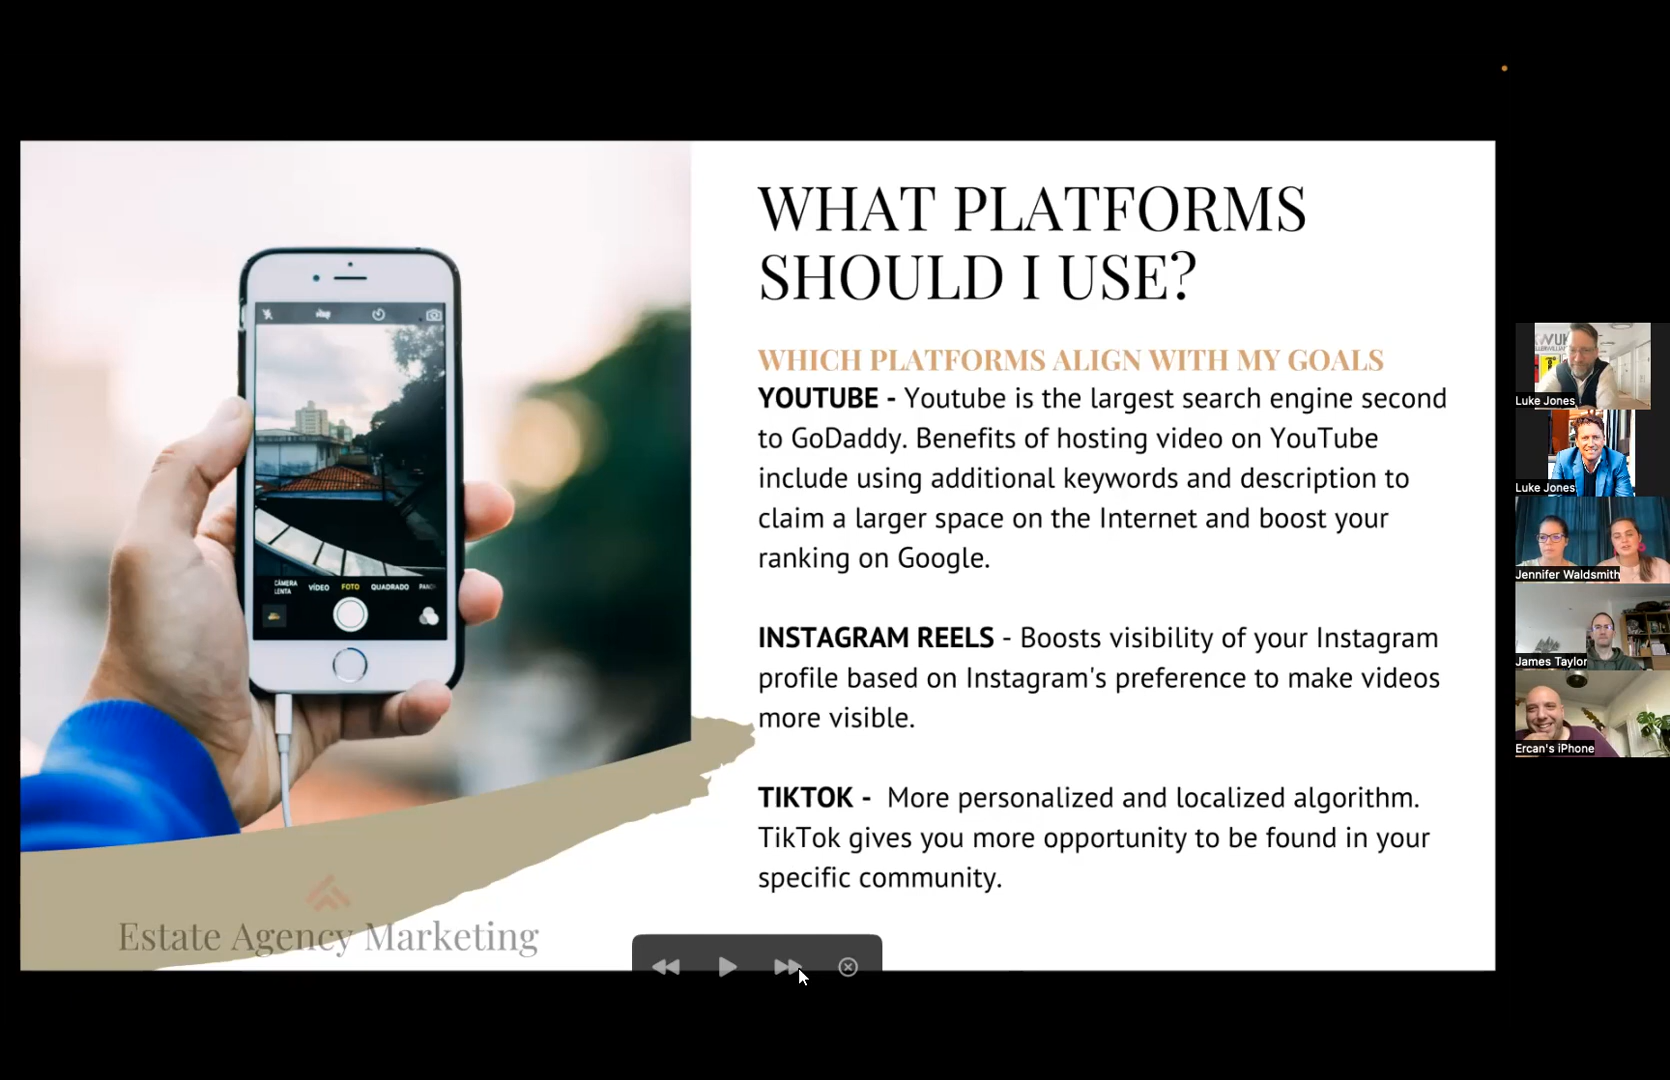 WHAT PLATFORMS
SHOULD I USE?
WHICH PLATFORMS ALIGN WITH MY GOALS
YOUTUBE - Youtube is the largest search engine second
to GoDaddy. Benefits of hosting video on YouTube
include using additional keywords and description to
claim a larger space on the Internet and boost your
ranking on Google.
INSTAGRAM REELS - Boosts visibility of your Instagram
profile based on Instagram's preference to make videos
more visible.
TIKTOK - More personalized and localized algorithm.
TikTok gives you more opportunity to be found in your
specific community.
CÂMERA
LENTA VÍDEO FOTO QUADRADO
Estate Agency Marketing
Luke Jones
Luke Jones
Jennifer Waldsmith
James Taylor
Ercan's iPhone